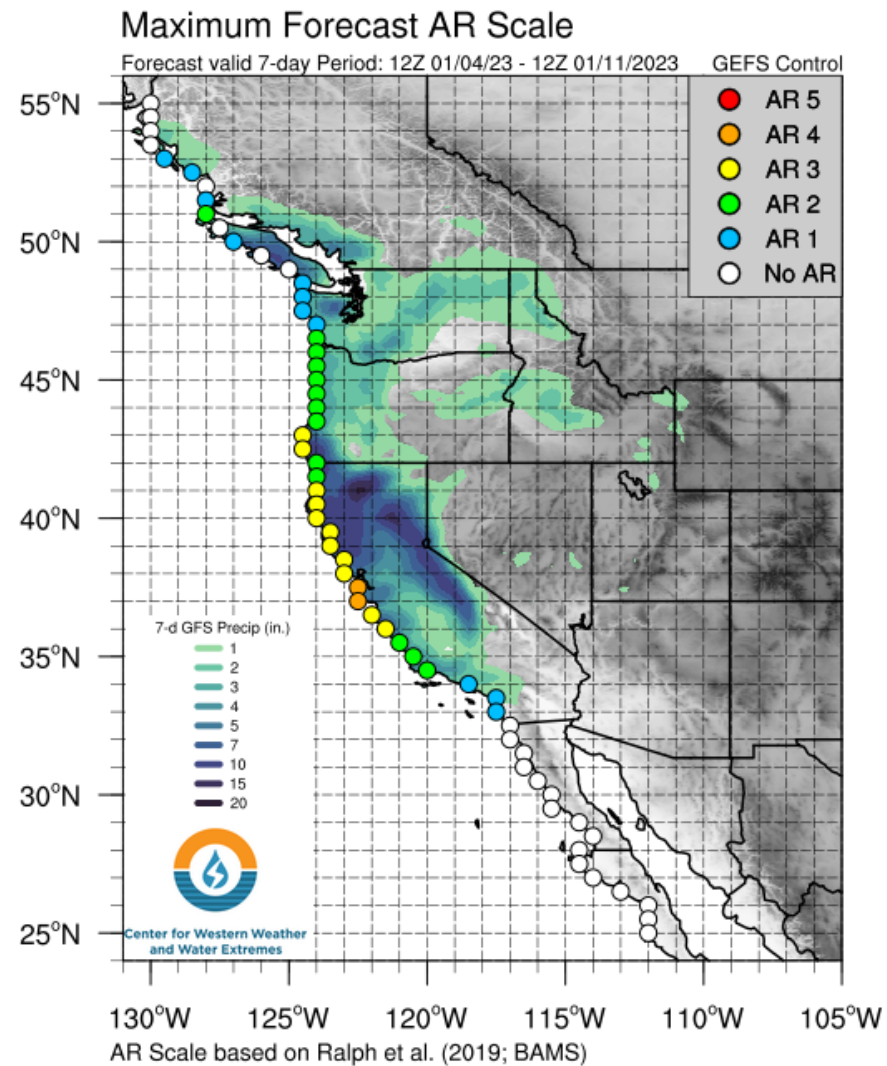 Maximum Forecast AR Scale
Forecast valid 7-day Period: 12Z 01/04/23 - 12Z 01/11/2023 GEFS Control
AR 5
AR 4
AR 3
AR 2
AR 1
No AR
55°N
50°N
45°N
40°N
35°N
30°N
25°N
7-d GFS Precip (in.)
1
2
3
4
5
7
10
15
20
Center for Western Weather
and Water Extremes
130°W 125°W 120°W 115°W 110°W 105°W
AR Scale based on Ralph et al. (2019; BAMS)